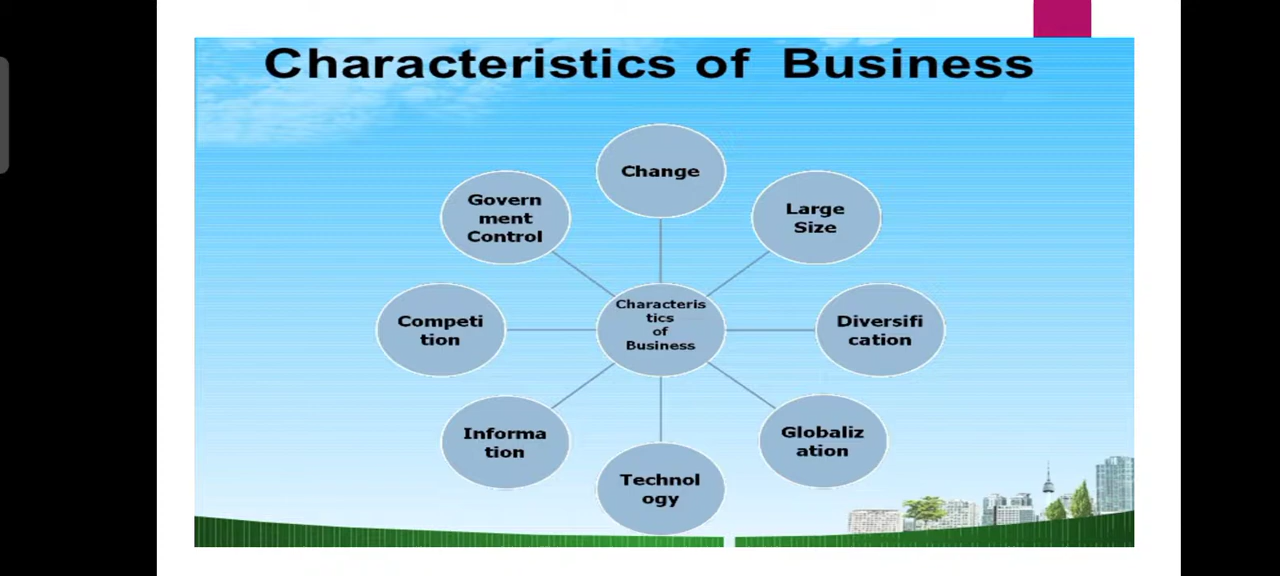 Characteristics of Business
Change
Large
Size
Diversifi
cation
Globaliz
ation
Technol
ogy
Informa
tion
Competi
tion
Govern
ment
Control
Characteris
tics
of
Business